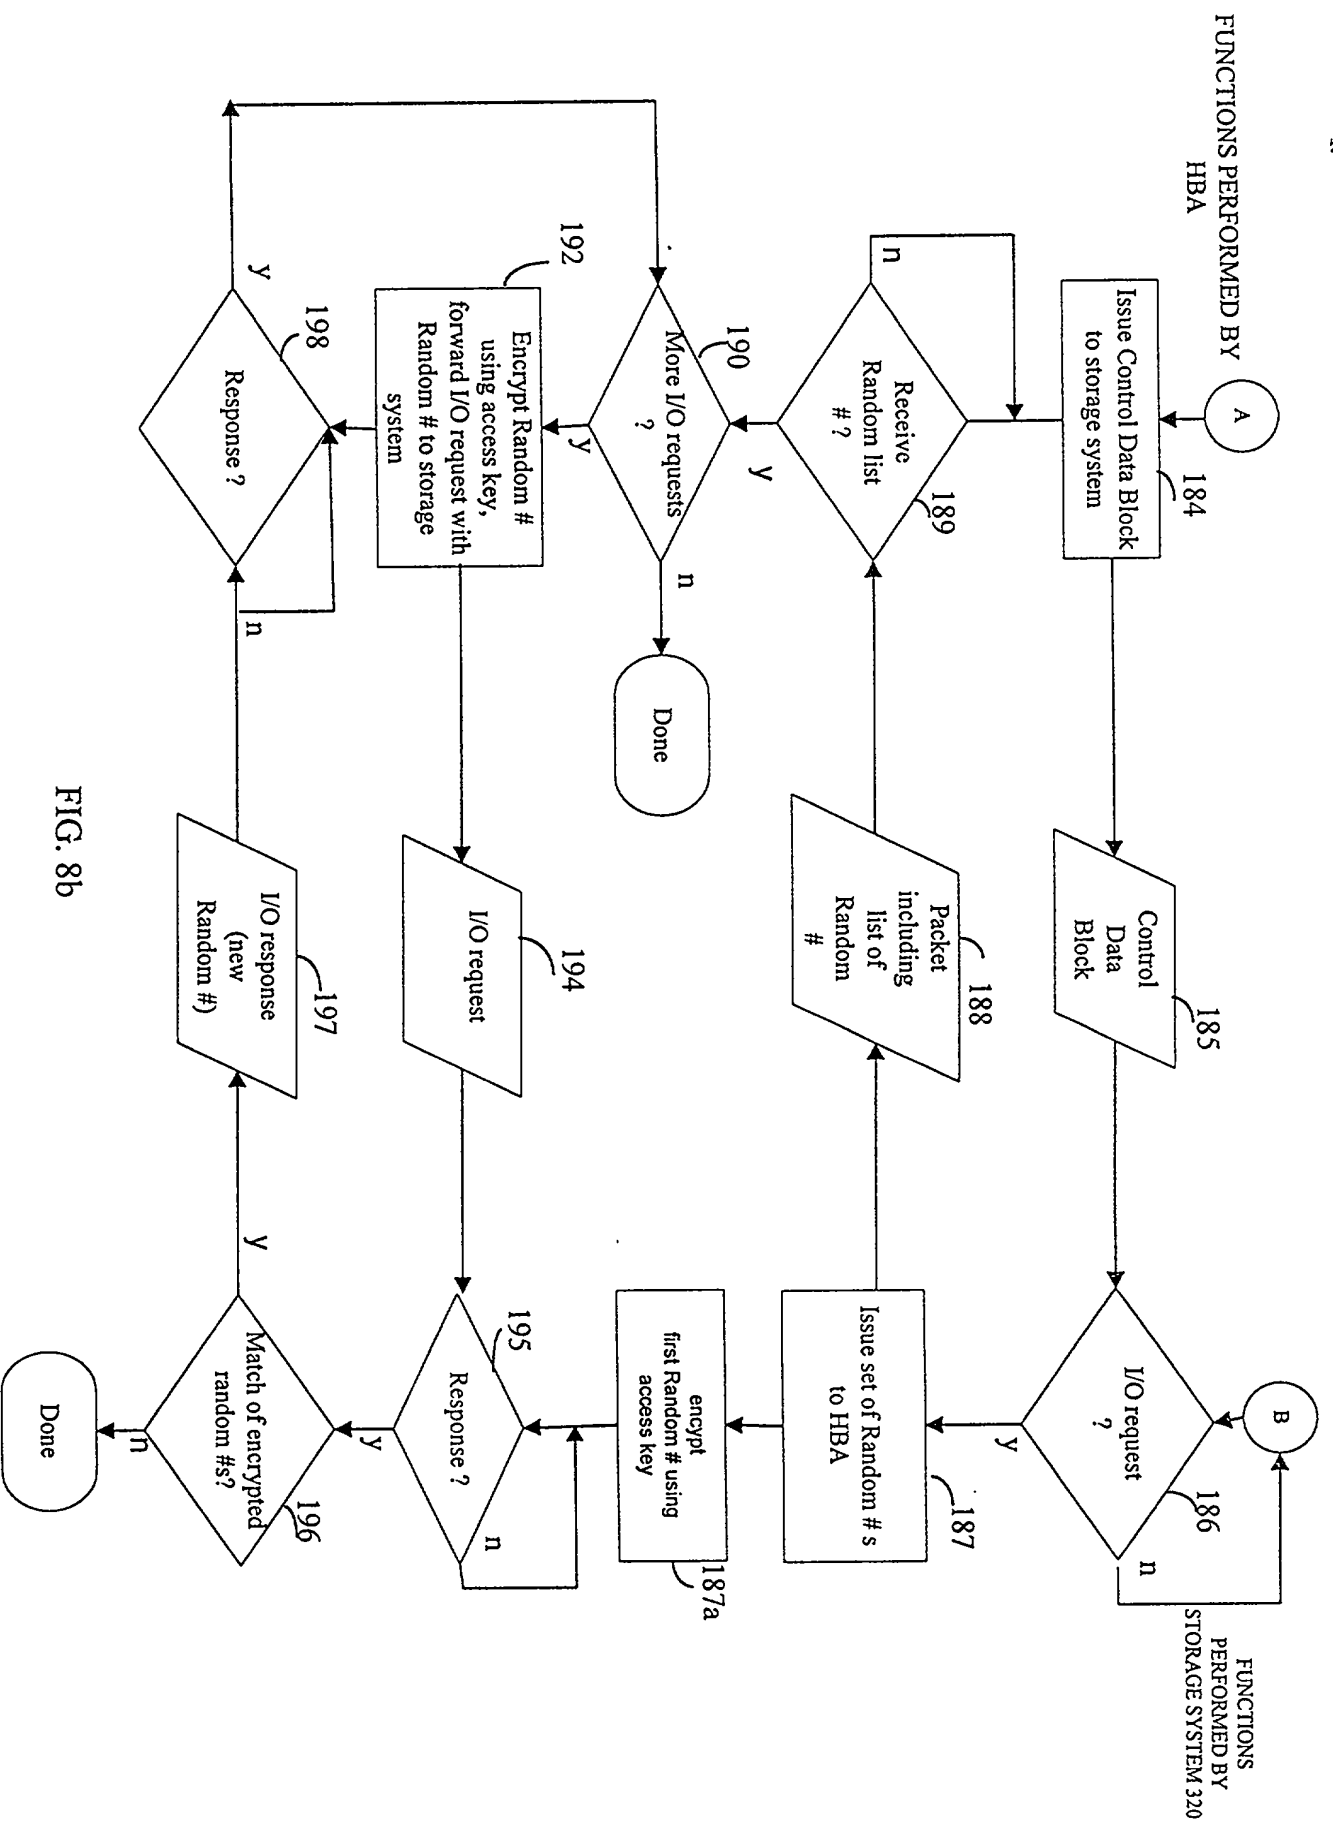 FUNCTIONS PERFORMED BY
HBA
A
B
FUNCTIONS
PERFORMED BY
STORAGE SYSTEM 320
Issue Control Data Block
to storage system
184
Control
Data
Block
185
I/O request
?
186
n
y
Receive
Random list
# ?
189
n
y
Packet
including
list of
Random
#
188
Issue set of Random # s
to HBA
187
encypt
first Random # using
access key
187a
More I/O requests
?
190
n
y
Done
Encrypt Random #
using access key,
forward I/O request with
Random # to storage
system
192
I/O request
194
Response ?
195
n
y
Response ?
198
y
n
I/O response
(new
Random #)
197
y
Match of encrypted
random #s?
196
n
Done
FIG. 8b